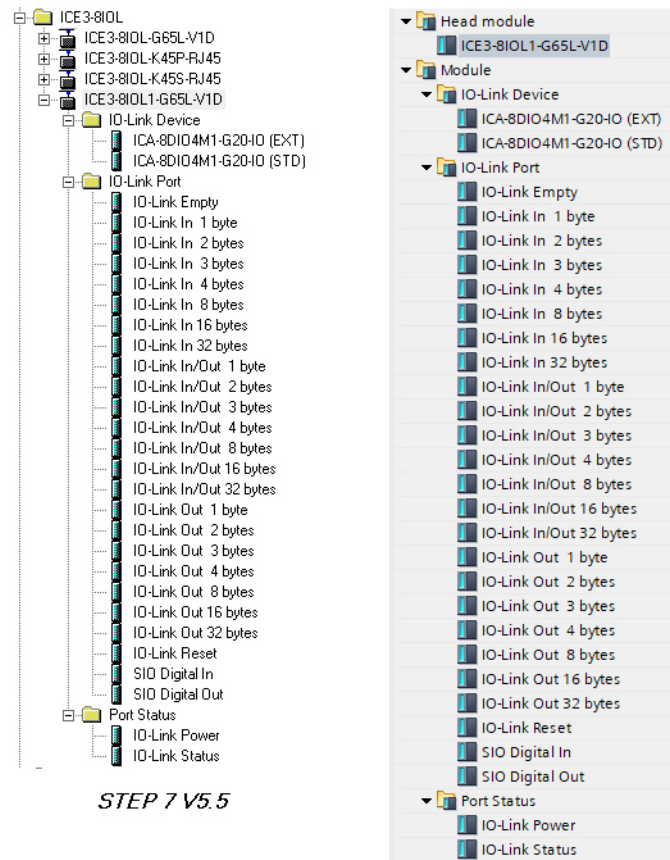 ICE3-8IOL
ICE3-8IOL-G65L-V1D
ICE3-8IOL-K45P-RJ45
ICE3-8IOL-K45S-RJ45
ICE3-8IOL1-G65L-V1D
IO-Link Device
ICA-8DIO4M1-G20-IO (EXT)
ICA-8DIO4M1-G20-IO (STD)
IO-Link Port
IO-Link Empty
IO-Link In  1 byte
IO-Link In  2 bytes
IO-Link In  3 bytes
IO-Link In  4 bytes
IO-Link In  8 bytes
IO-Link In 16 bytes
IO-Link In 32 bytes
IO-Link In/Out  1 byte
IO-Link In/Out  2 bytes
IO-Link In/Out  3 bytes
IO-Link In/Out  4 bytes
IO-Link In/Out  8 bytes
IO-Link In/Out 16 bytes
IO-Link In/Out 32 bytes
IO-Link Out  1 byte
IO-Link Out  2 bytes
IO-Link Out  3 bytes
IO-Link Out  4 bytes
IO-Link Out  8 bytes
IO-Link Out 16 bytes
IO-Link Out 32 bytes
IO-Link Reset
SIO Digital In
SIO Digital Out
Port Status
IO-Link Power
IO-Link Status
STEP 7 V5.5
Head module
ICE3-8IOL1-G65L-V1D
Module
IO-Link Device
ICA-8DIO4M1-G20-IO (EXT)
ICA-8DIO4M1-G20-IO (STD)
IO-Link Port
IO-Link Empty
IO-Link In  1 byte
IO-Link In  2 bytes
IO-Link In  3 bytes
IO-Link In  4 bytes
IO-Link In  8 bytes
IO-Link In 16 bytes
IO-Link In 32 bytes
IO-Link In/Out  1 byte
IO-Link In/Out  2 bytes
IO-Link In/Out  3 bytes
IO-Link In/Out  4 bytes
IO-Link In/Out  8 bytes
IO-Link In/Out 16 bytes
IO-Link In/Out 32 bytes
IO-Link Out  1 byte
IO-Link Out  2 bytes
IO-Link Out  3 bytes
IO-Link Out  4 bytes
IO-Link Out  8 bytes
IO-Link Out 16 bytes
IO-Link Out 32 bytes
IO-Link Reset
SIO Digital In
SIO Digital Out
Port Status
IO-Link Power
IO-Link Status